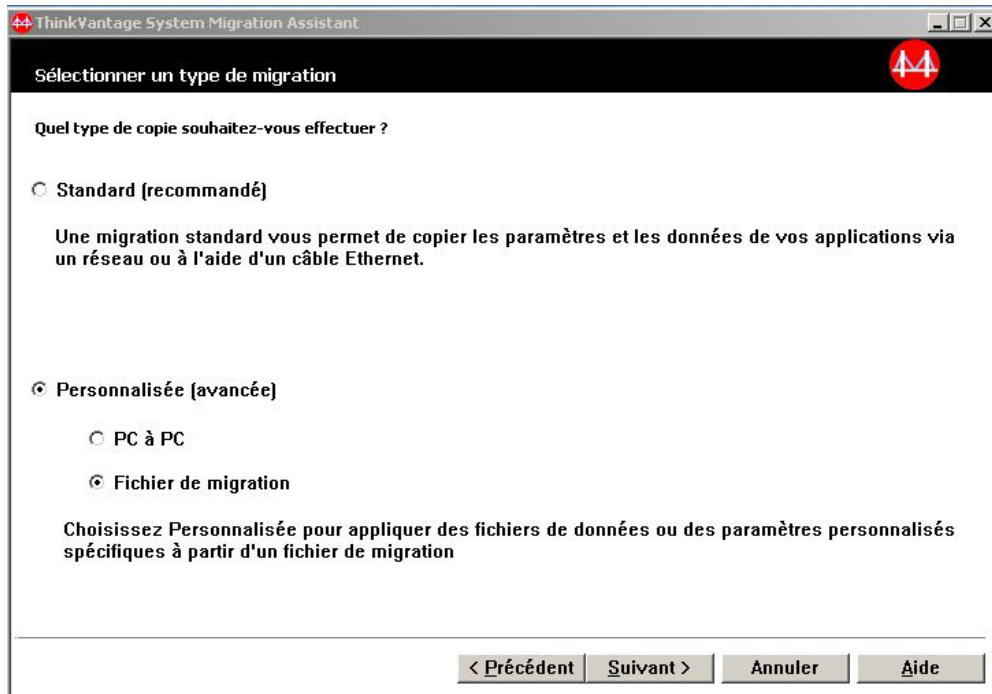 ThinkVantage System Migration Assistant
Sélectionner un type de migration
Quel type de copie souhaitez-vous effectuer ?
Standard (recommandé)
Une migration standard vous permet de copier les paramètres et les données de vos applications via
un réseau ou à l'aide d'un câble Ethernet.
Personnalisée (avancée)
PC à PC
Fichier de migration
Choisissez Personnalisée pour appliquer des fichiers de données ou des paramètres personnalisés
spécifiques à partir d'un fichier de migration
< Précédent Suivant > Annuler Aide